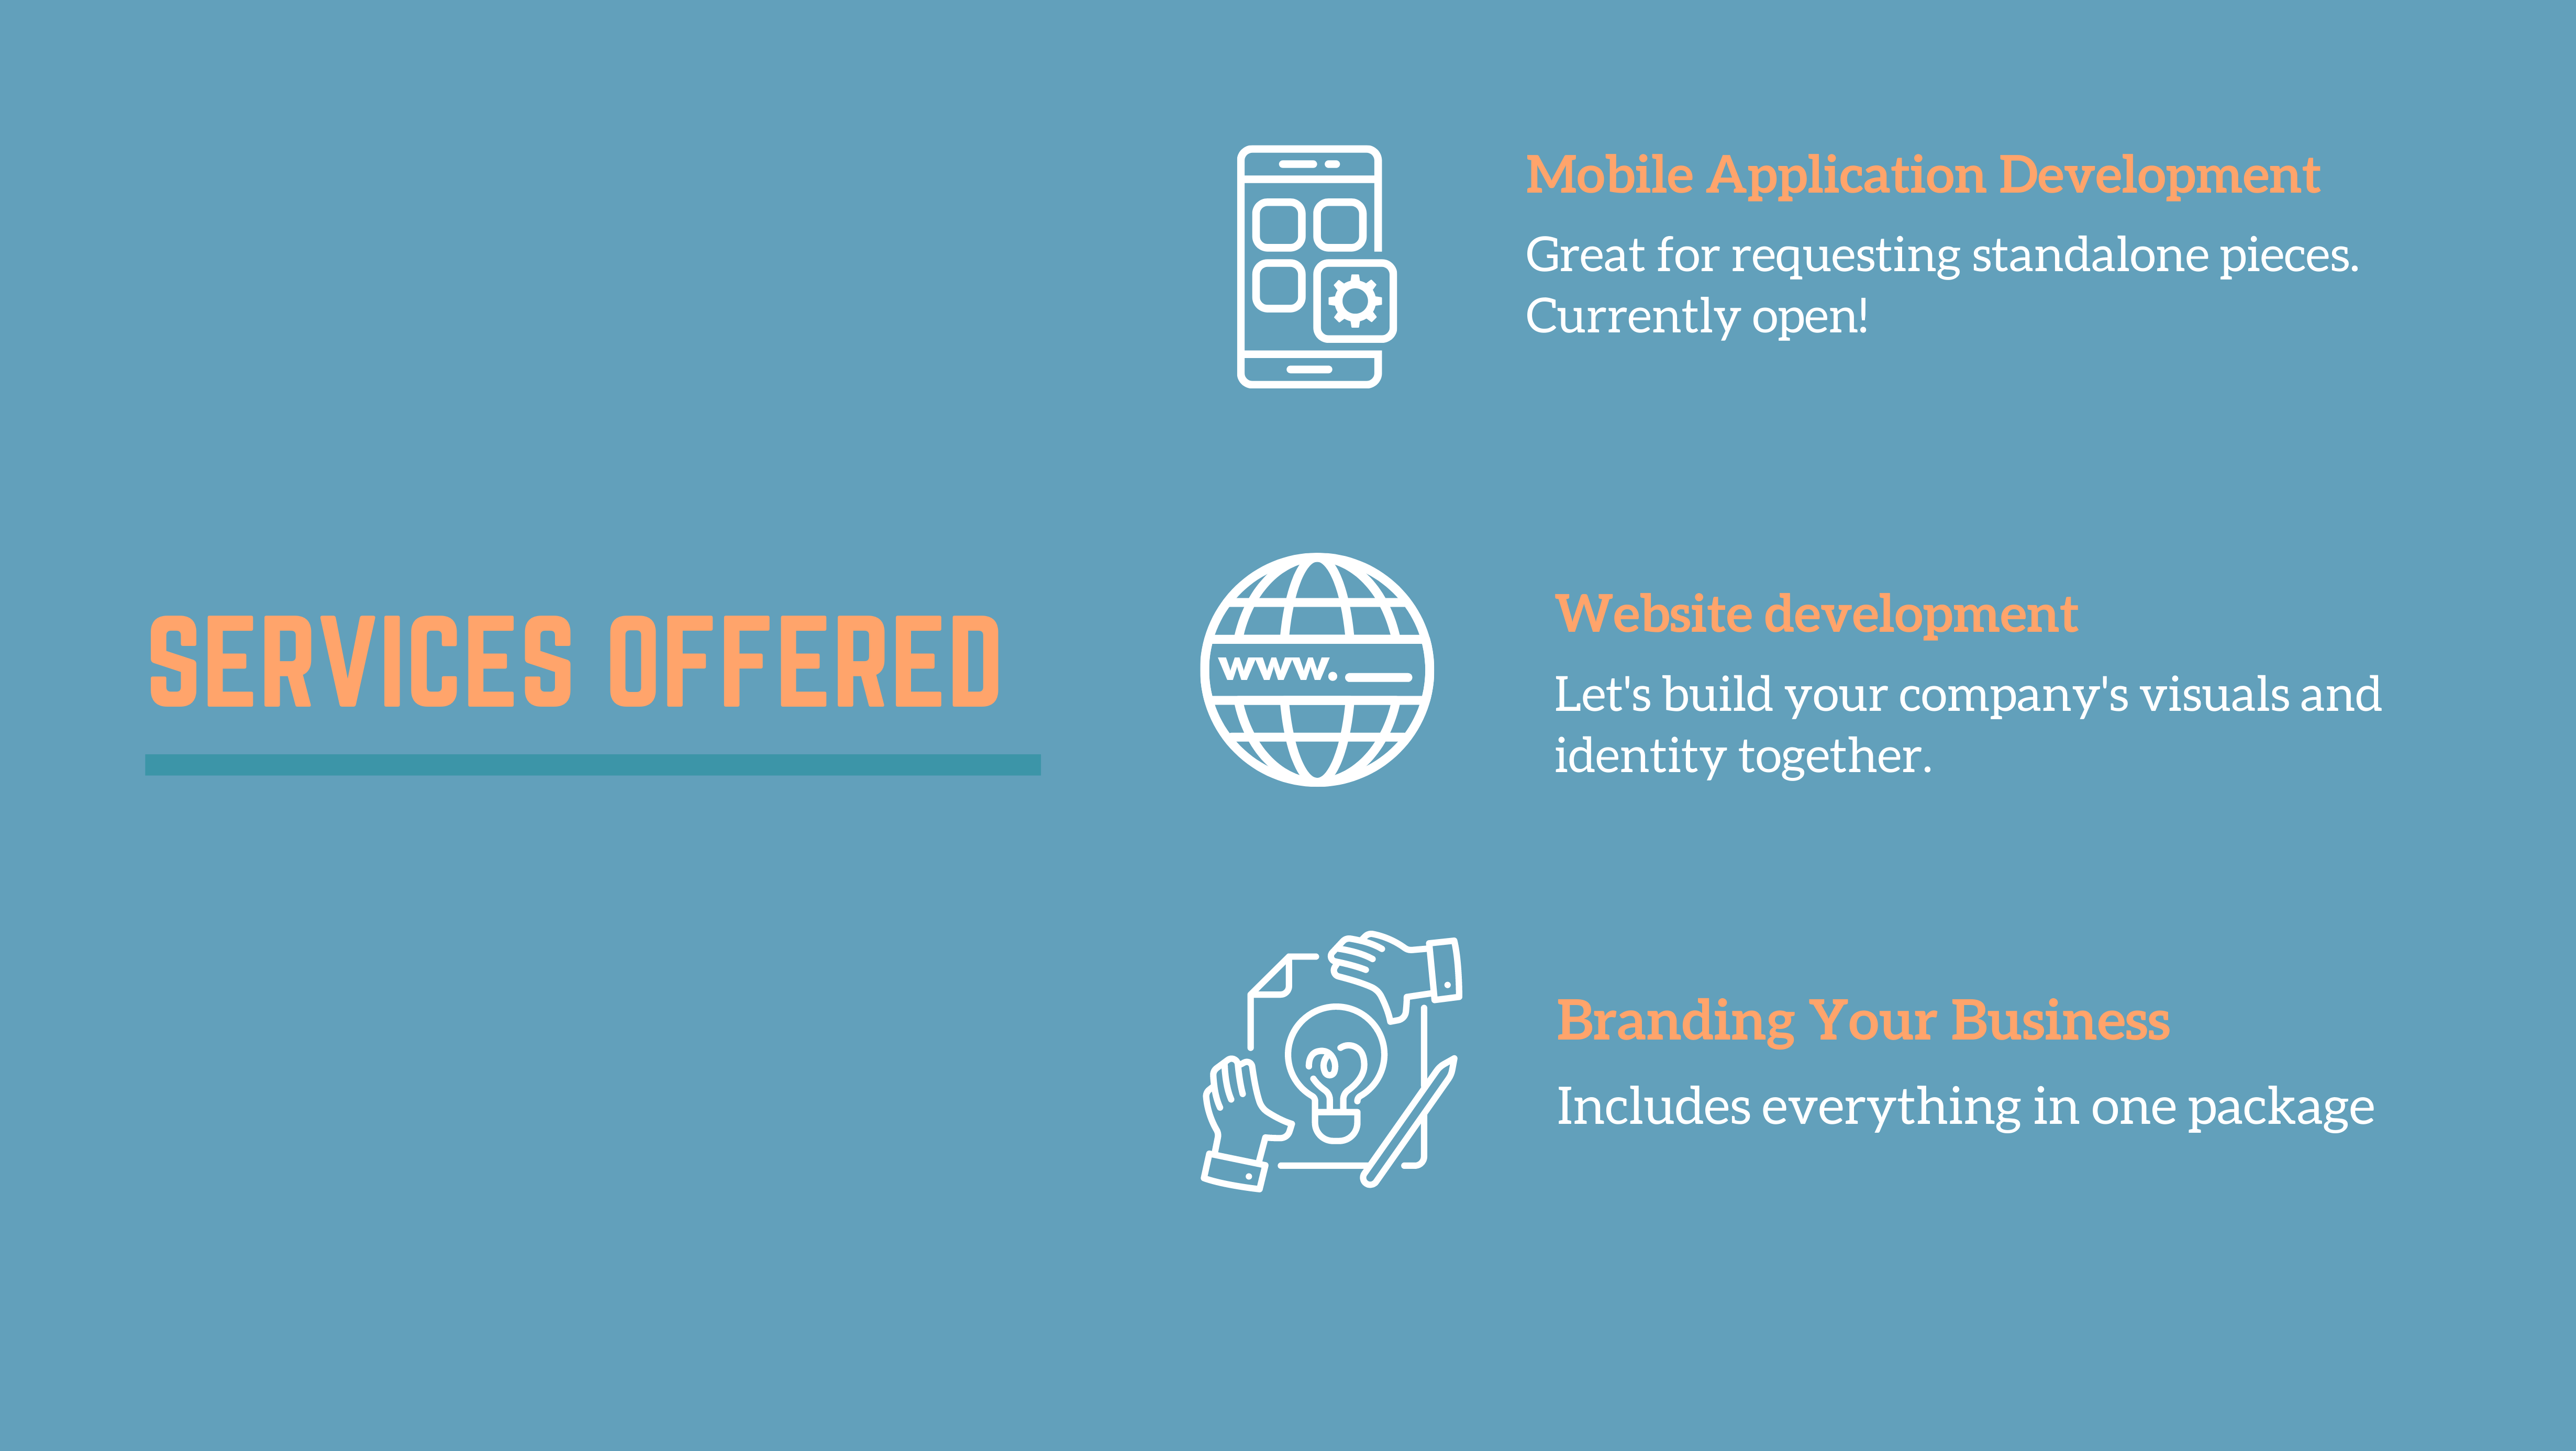 SERVICES OFFERED
Mobile Application Development
Great for requesting standalone pieces.
Currently open!
www.
Website development
Let's build your company's visuals and
identity together.
Branding Your Business
Includes everything in one package